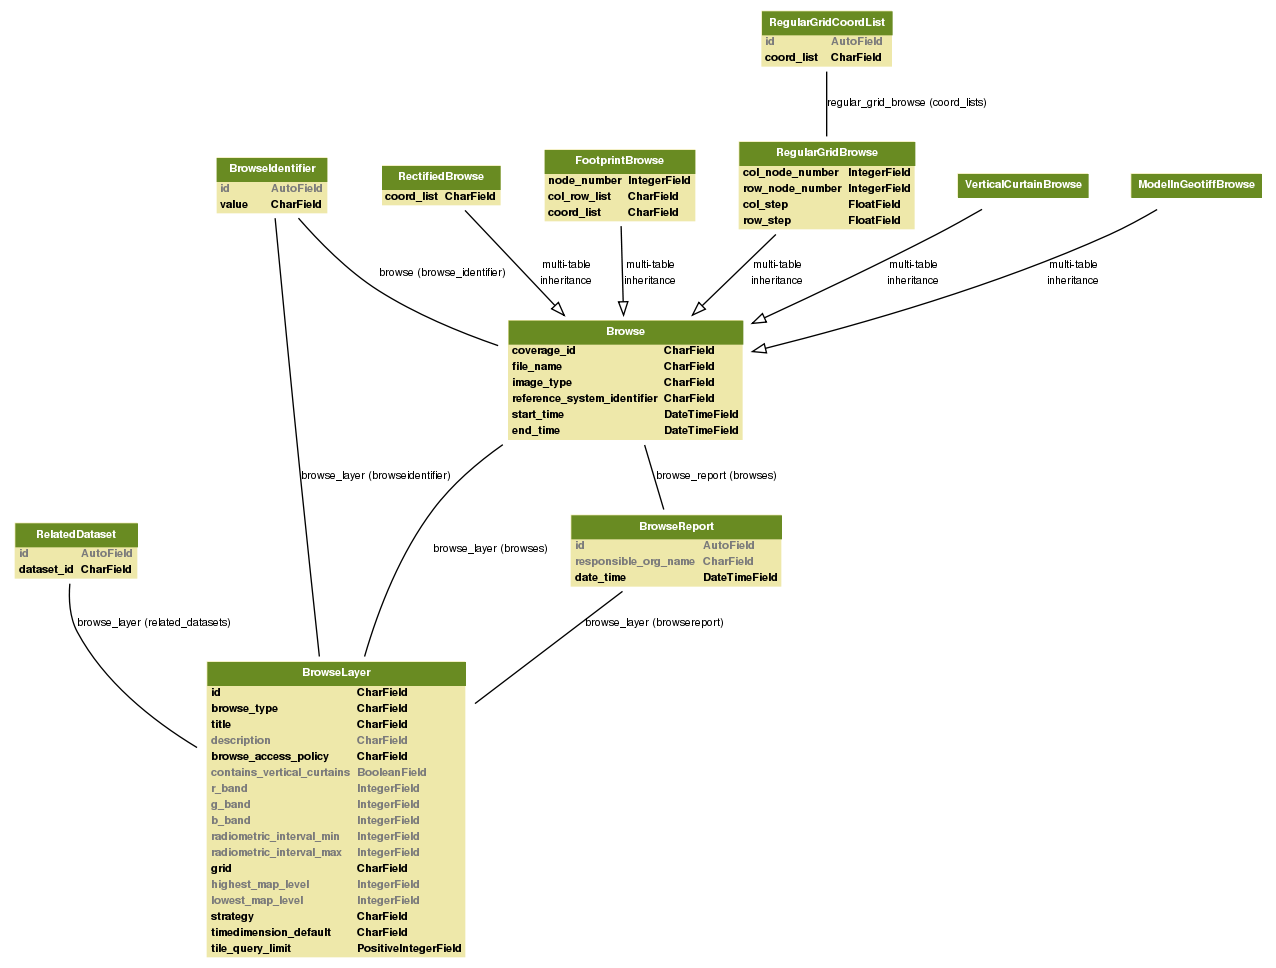 RegularGridCoordList
id AutoField
coord_list CharField
regular_grid_browse (coord_lists)
BrowseIdentifier
id AutoField
value CharField
RectifiedBrowse
coord_list CharField
FootprintBrowse
node_number IntegerField
col_row_list CharField
coord_list CharField
RegularGridBrowse
col_node_number IntegerField
row_node_number IntegerField
col_step FloatField
row_step FloatField
VerticalCurtainBrowse
ModelInGeotiffBrowse
browse (browse_identifier)
multi-table
inheritance
multi-table
inheritance
multi-table
inheritance
multi-table
inheritance
multi-table
inheritance
Browse
coverage_id CharField
file_name CharField
image_type CharField
reference_system_identifier CharField
start_time DateTimeField
end_time DateTimeField
browse_layer (browseidentifier)
browse_report (browses)
browse_layer (browses)
RelatedDataset
id AutoField
dataset_id CharField
BrowseReport
id AutoField
responsible_org_name CharField
date_time DateTimeField
browse_layer (related_datasets)
browse_layer (browsereport)
BrowseLayer
id CharField
browse_type CharField
title CharField
description CharField
browse_access_policy CharField
contains_vertical_curtains BooleanField
r_band IntegerField
g_band IntegerField
b_band IntegerField
radiometric_interval_min IntegerField
radiometric_interval_max IntegerField
grid CharField
highest_map_level IntegerField
lowest_map_level IntegerField
strategy CharField
timedimension_default CharField
tile_query_limit PositiveIntegerField